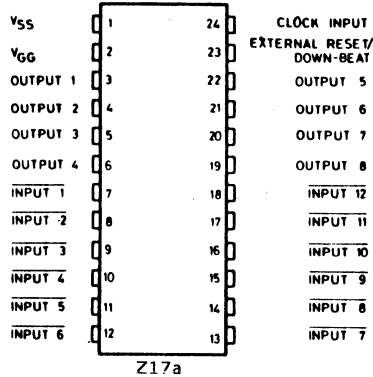 VSS 1 24 CLOCK INPUT
VGG 2 23 EXTERNAL RESET/
DOWN-BEAT
OUTPUT 1 3 22 OUTPUT 5
OUTPUT 2 4 21 OUTPUT 6
OUTPUT 3 5 20 OUTPUT 7
OUTPUT 4 6 19 OUTPUT 8
INPUT 1 7 18 INPUT 12
INPUT 2 8 17 INPUT 11
INPUT 3 9 16 INPUT 10
INPUT 4 10 15 INPUT 9
INPUT 5 11 14 INPUT 8
INPUT 6 12 13 INPUT 7
Z17a